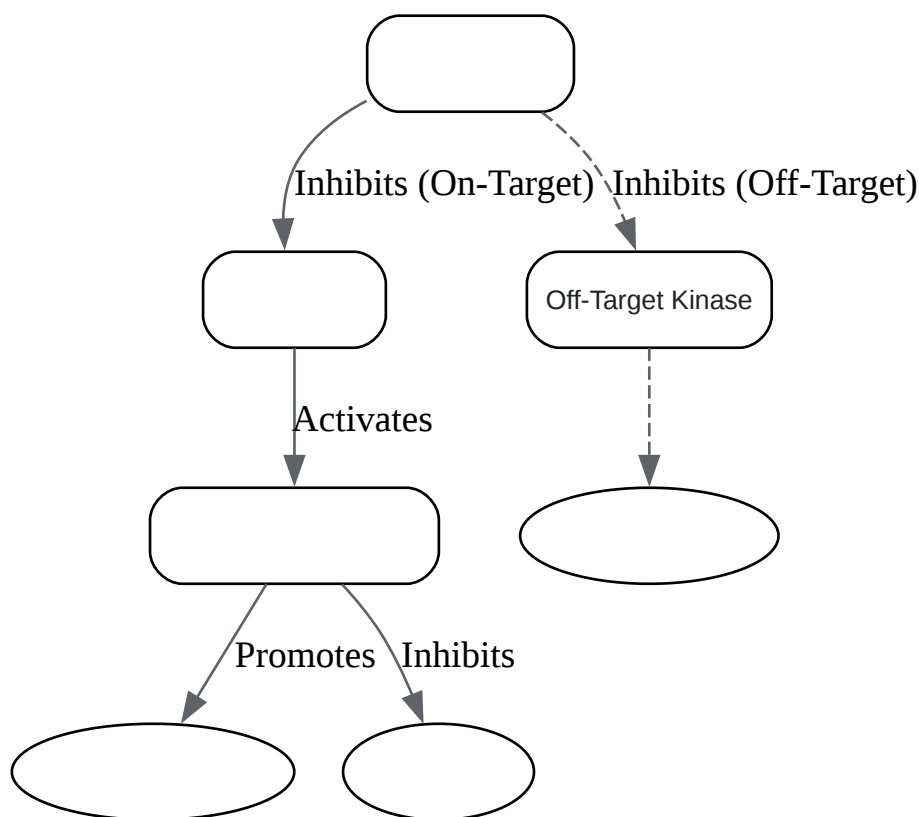 Inhibits (On-Target)
Inhibits (Off-Target)
Off-Target Kinase
Activates
Promotes
Inhibits